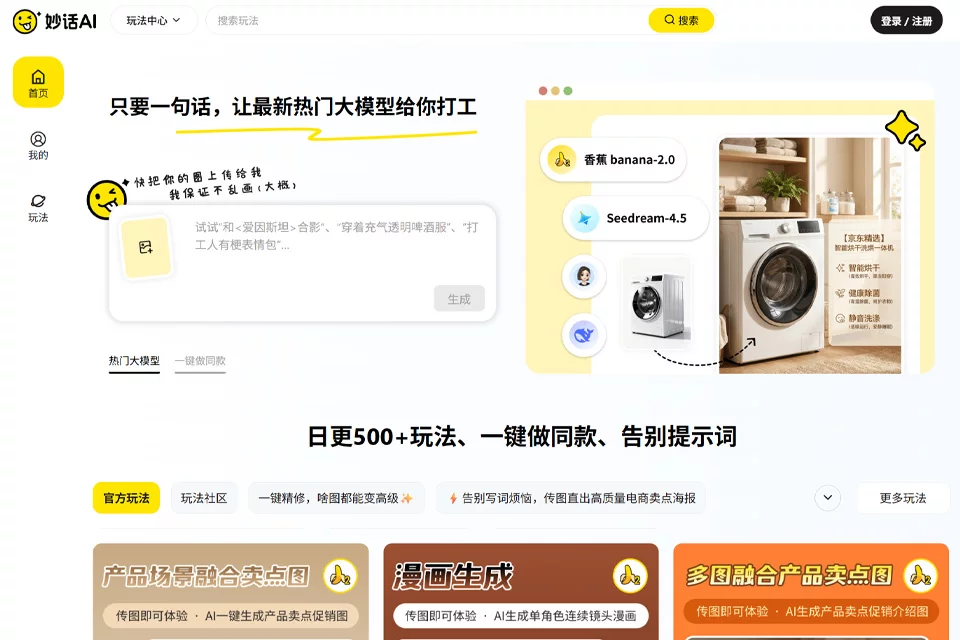 妙话AI
玩法中心
搜索玩法
搜索
登录 / 注册
首页
我的
玩法
只要一句话，让最新热门大模型给你打工
快把你的图上传给我
我保证不乱画(大概)
试试“和<爱因斯坦>合影”、“穿着充气透明啤酒服”、“打
工人有梗表情包”...
生成
热门大模型
一键做同款
香蕉 banana-2.0
Seedream-4.5
【京东精选】
智能烘干洗烘一体机
智能烘干
健康除菌
静音洗涤
日更500+玩法、一键做同款、告别提示词
官方玩法
玩法社区
一键精修，啥图都能变高级✨
⚡告别写词烦恼，传图直出高质量电商卖点海报
更多玩法
产品场景融合卖点图
传图即可体验 · AI一键生成产品卖点促销图
漫画生成
传图即可体验 · AI生成单角色连续镜头漫画
多图融合产品卖点图
传图即可体验 · AI生成产品卖点促销介绍图